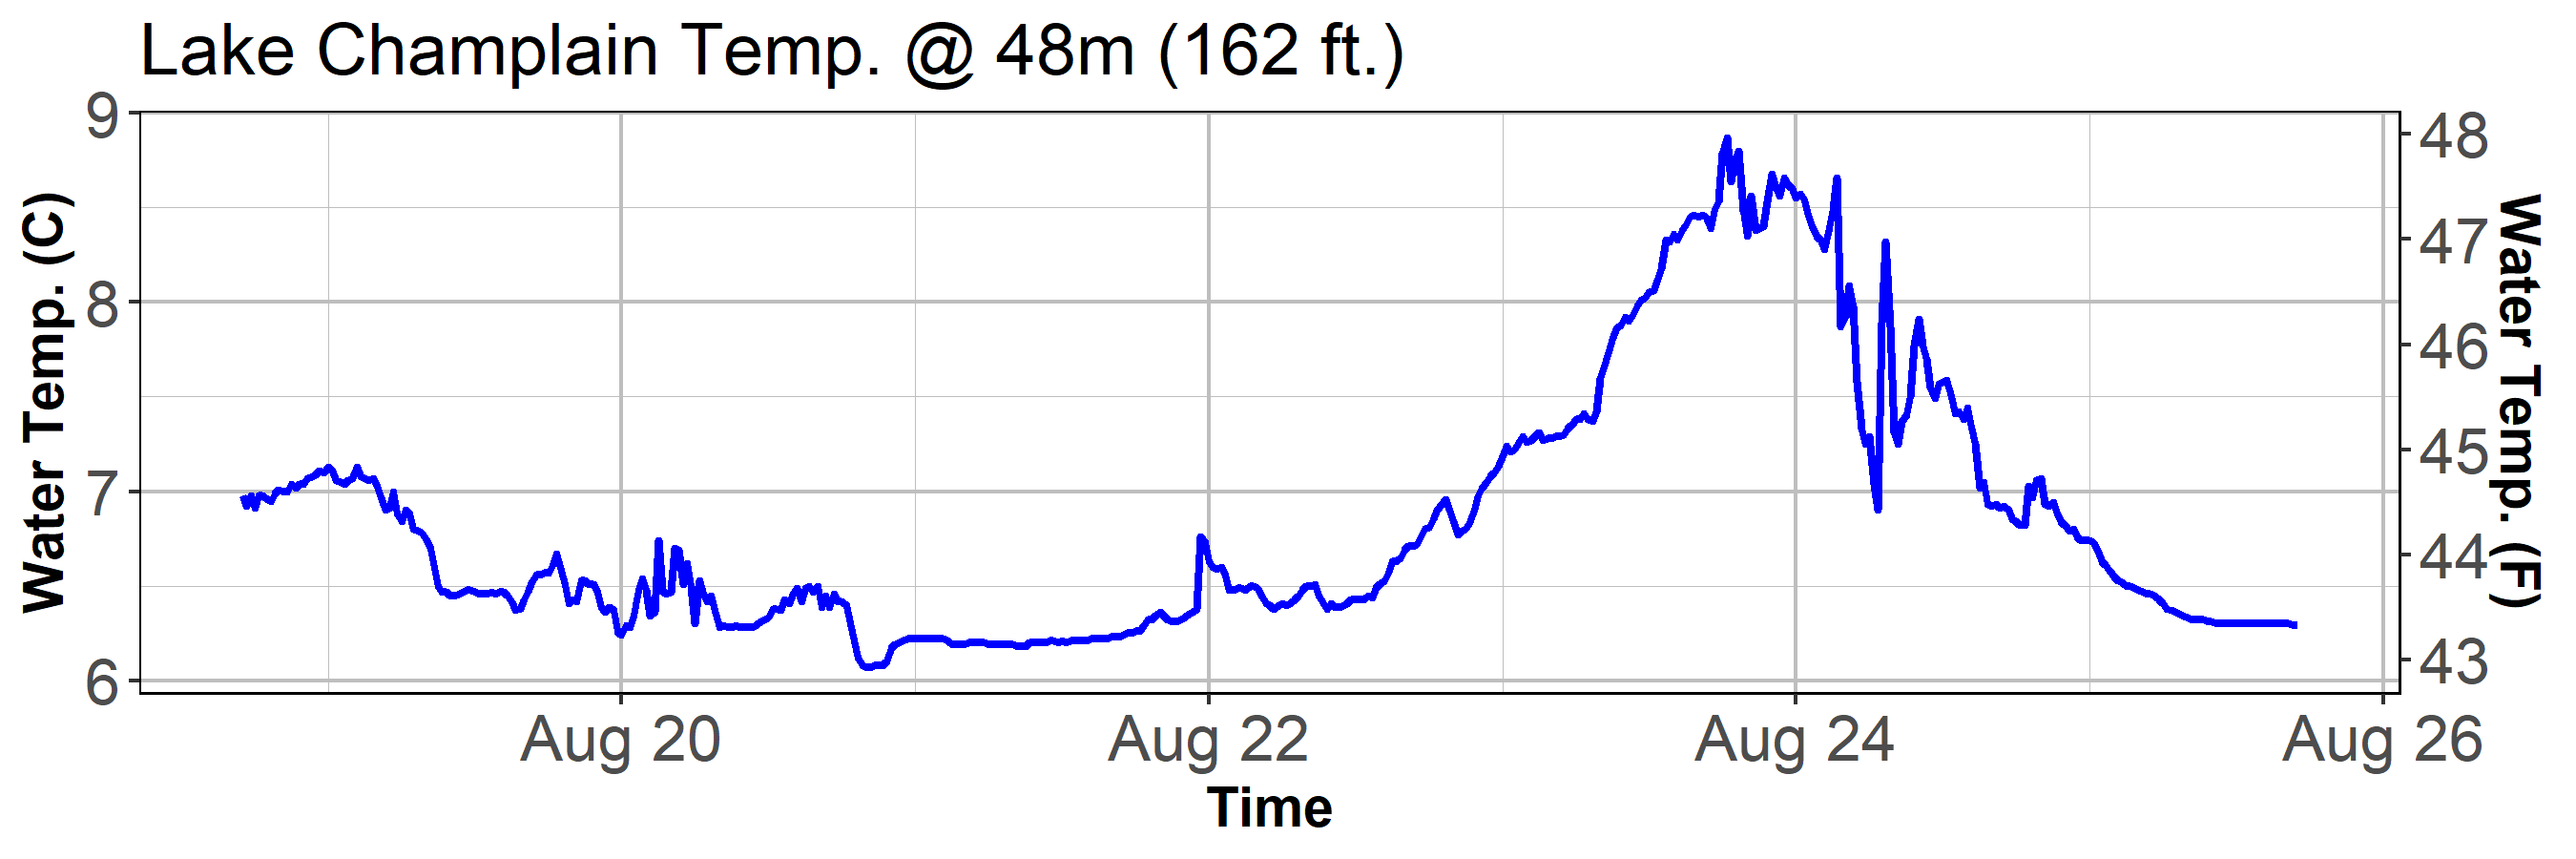 Lake Champlain Temp. @ 48m (162 ft.)
9
8
7
6
Water Temp. (C)
48
47
46
45
44
43
Water Temp. (F)
Aug 20 Aug 22 Aug 24 Aug 26
Time